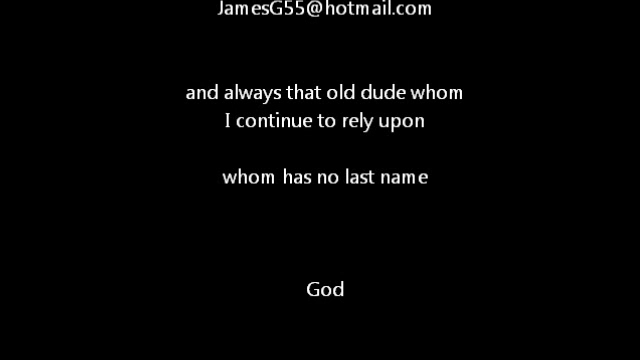 JamesG55@hotmail.com
and always that old dude whom
I continue to rely upon
whom has no last name
God